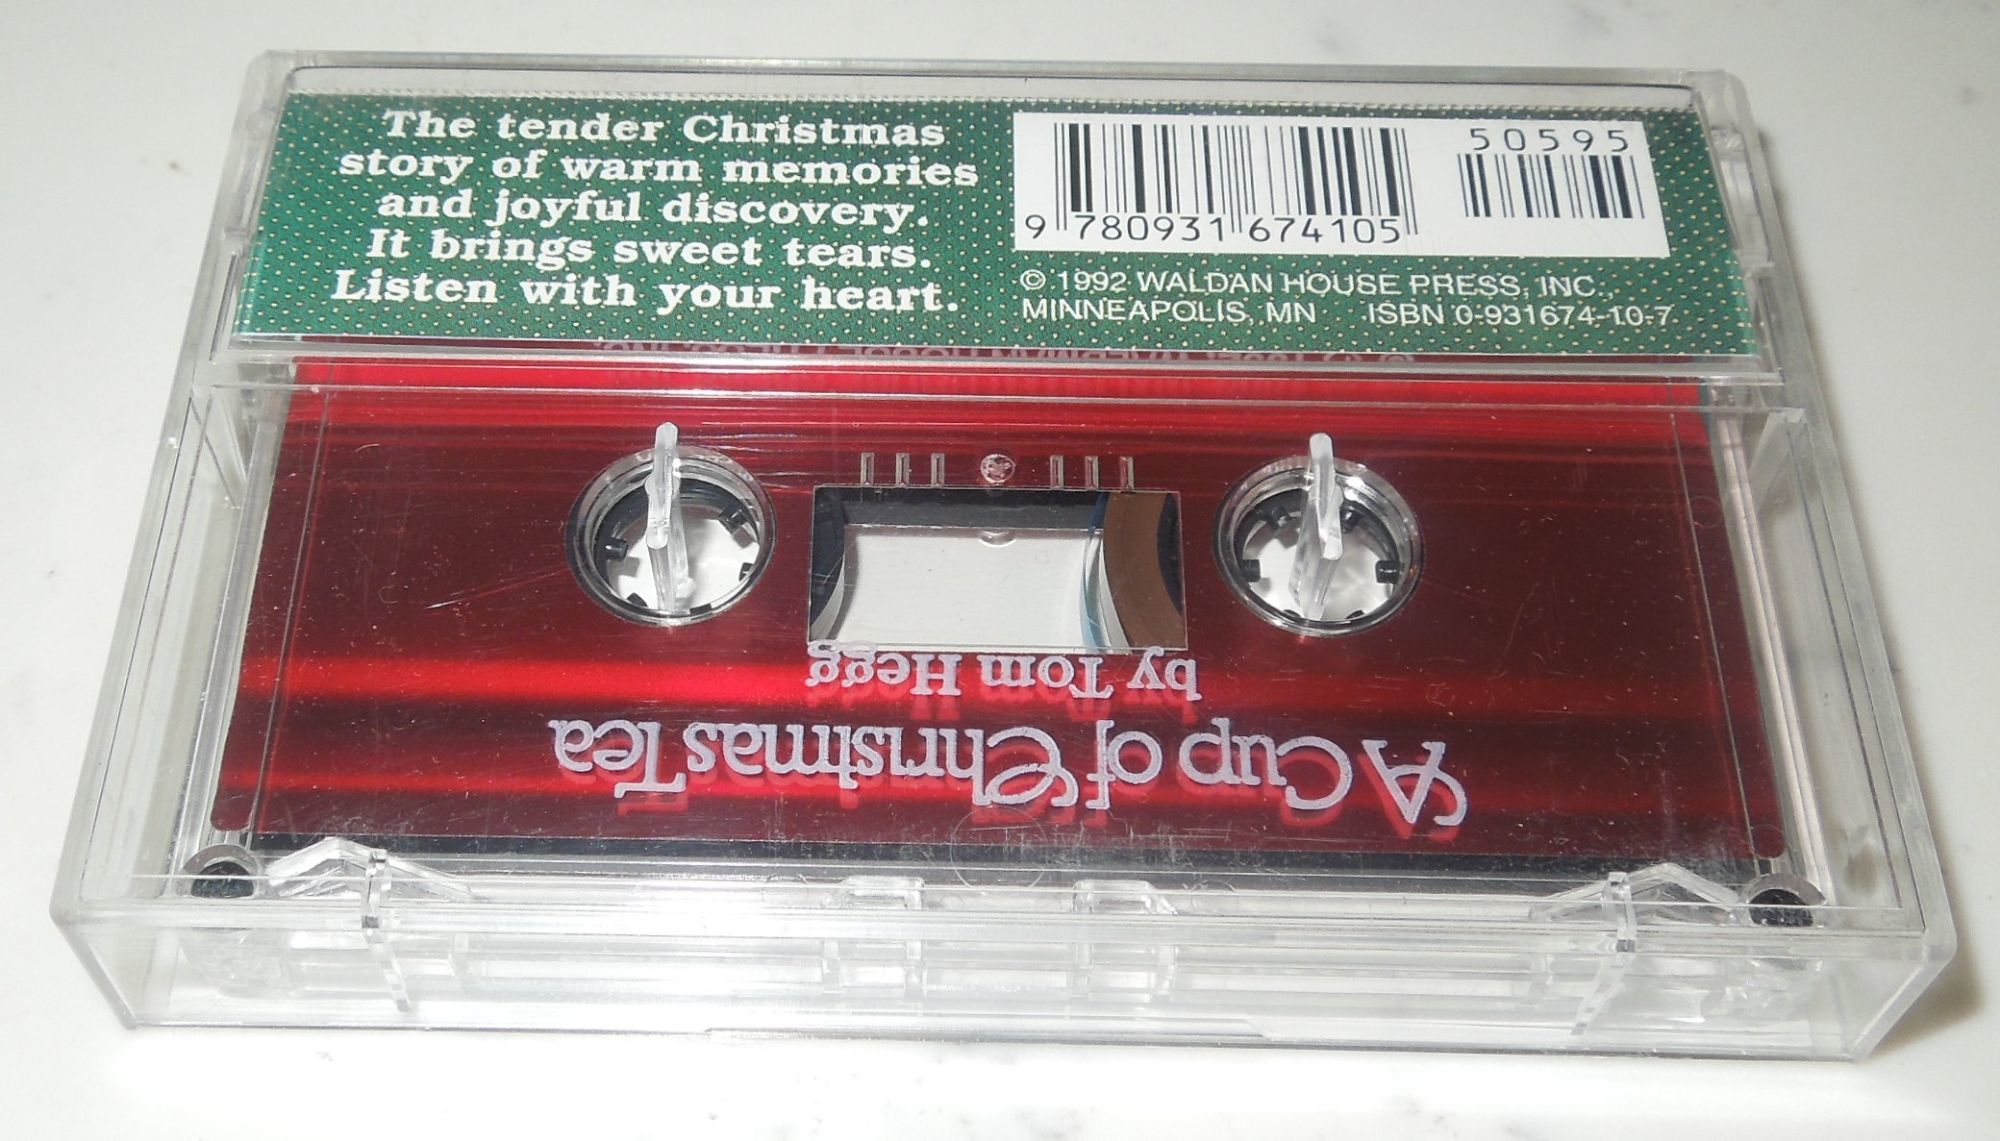 The tender Christmas
story of warm memories
and joyful discovery.
It brings sweet tears.
Listen with your heart.
50595
9 780931 674105
© 1992 WALDAN HOUSE PRESS, INC.,
MINNEAPOLIS, MN ISBN 0-931674-10-7
A Cup of Christmas Tea
by Tom Hegg